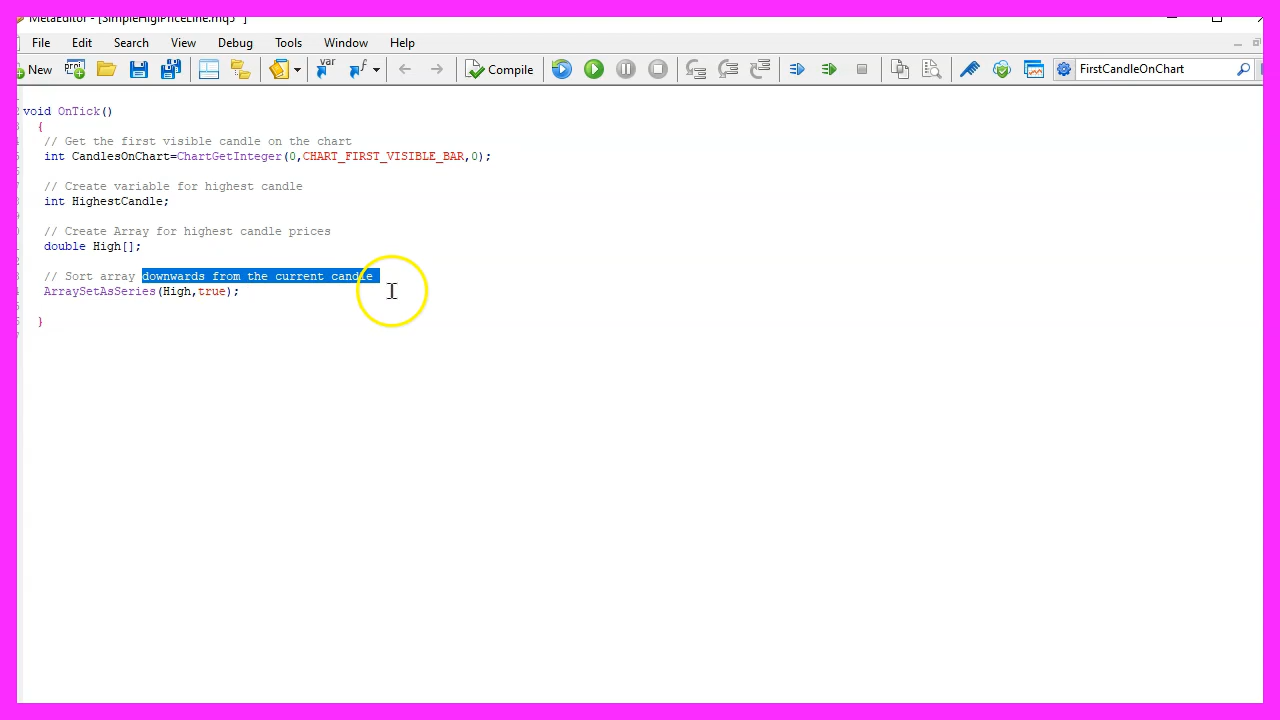 MetaEditor - [SimpleHighPriceLine.mq5 *]
File Edit Search View Debug Tools Window Help
New Compile FirstCandleOnChart
void OnTick()
{
// Get the first visible candle on the chart
int CandlesOnChart=ChartGetInteger(0,CHART_FIRST_VISIBLE_BAR,0);
// Create variable for highest candle
int HighestCandle;
// Create Array for highest candle prices
double High[];
// Sort array downwards from the current candle
ArraySetAsSeries(High,true);
}